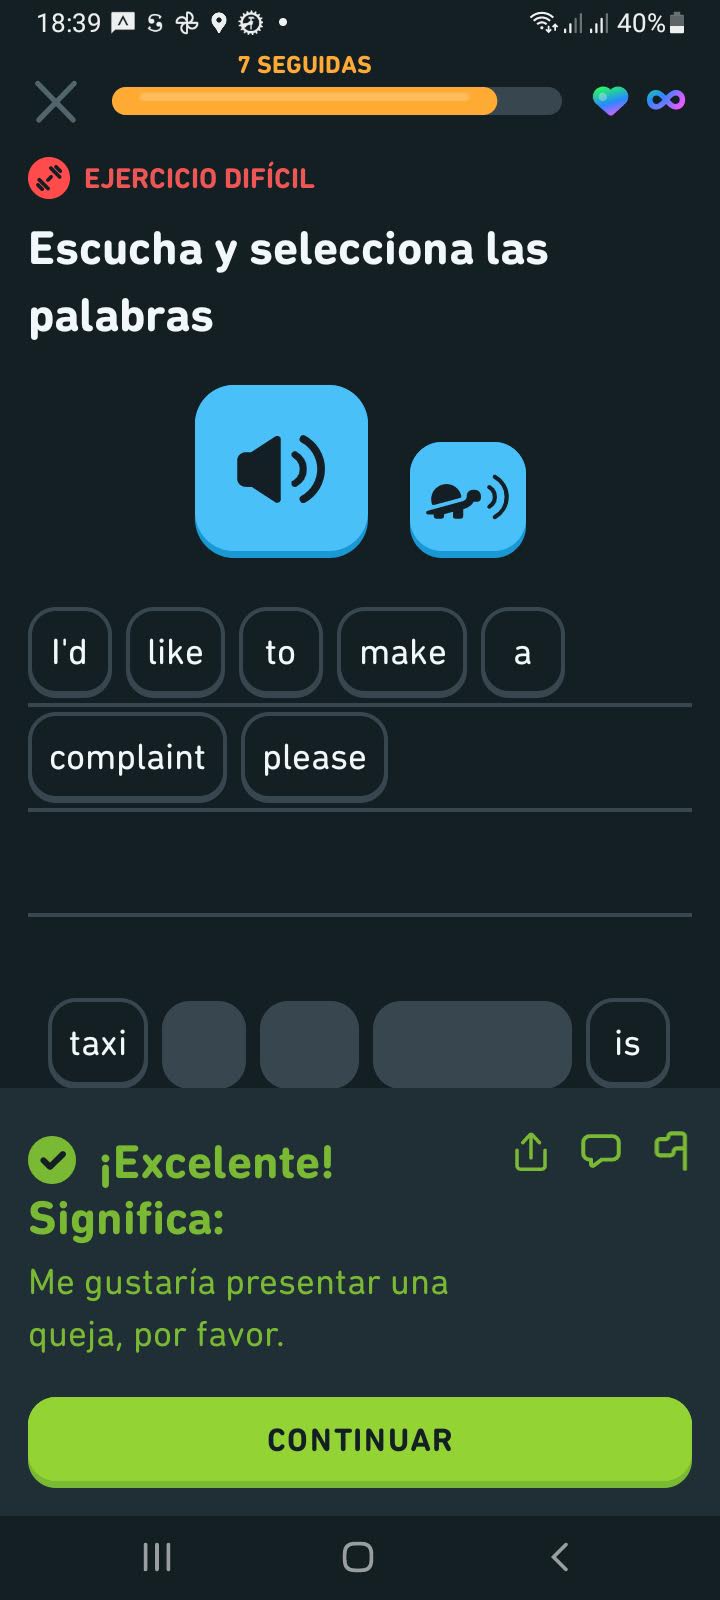 18:39 40%
7 SEGUIDAS
EJERCICIO DIFÍCIL
Escucha y selecciona las
palabras
I'd like to make a
complaint please
taxi is
¡Excelente!
Significa:
Me gustaría presentar una
queja, por favor.
CONTINUAR